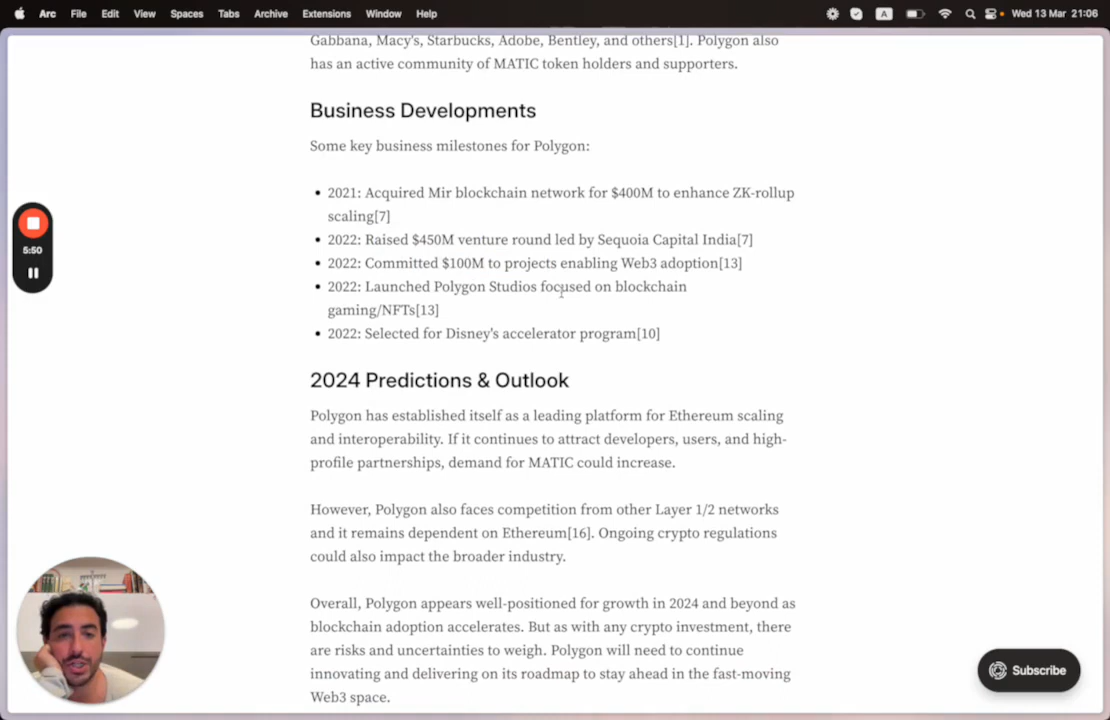 Arc File Edit View Spaces Tabs Archive Extensions Window Help A Wed 13 Mar 21:06
Gabbana, Macy's, Starbucks, Adobe, Bentley, and others[1]. Polygon also
has an active community of MATIC token holders and supporters.
Business Developments
Some key business milestones for Polygon:
• 2021: Acquired Mir blockchain network for $400M to enhance ZK-rollup
scaling[7]
• 2022: Raised $450M venture round led by Sequoia Capital India[7]
• 2022: Committed $100M to projects enabling Web3 adoption[13]
• 2022: Launched Polygon Studios focused on blockchain
gaming/NFTs[13]
• 2022: Selected for Disney's accelerator program[10]
5:50
2024 Predictions & Outlook
Polygon has established itself as a leading platform for Ethereum scaling
and interoperability. If it continues to attract developers, users, and high-
profile partnerships, demand for MATIC could increase.
However, Polygon also faces competition from other Layer 1/2 networks
and it remains dependent on Ethereum[16]. Ongoing crypto regulations
could also impact the broader industry.
Overall, Polygon appears well-positioned for growth in 2024 and beyond as
blockchain adoption accelerates. But as with any crypto investment, there
are risks and uncertainties to weigh. Polygon will need to continue
innovating and delivering on its roadmap to stay ahead in the fast-moving
Web3 space.
Subscribe